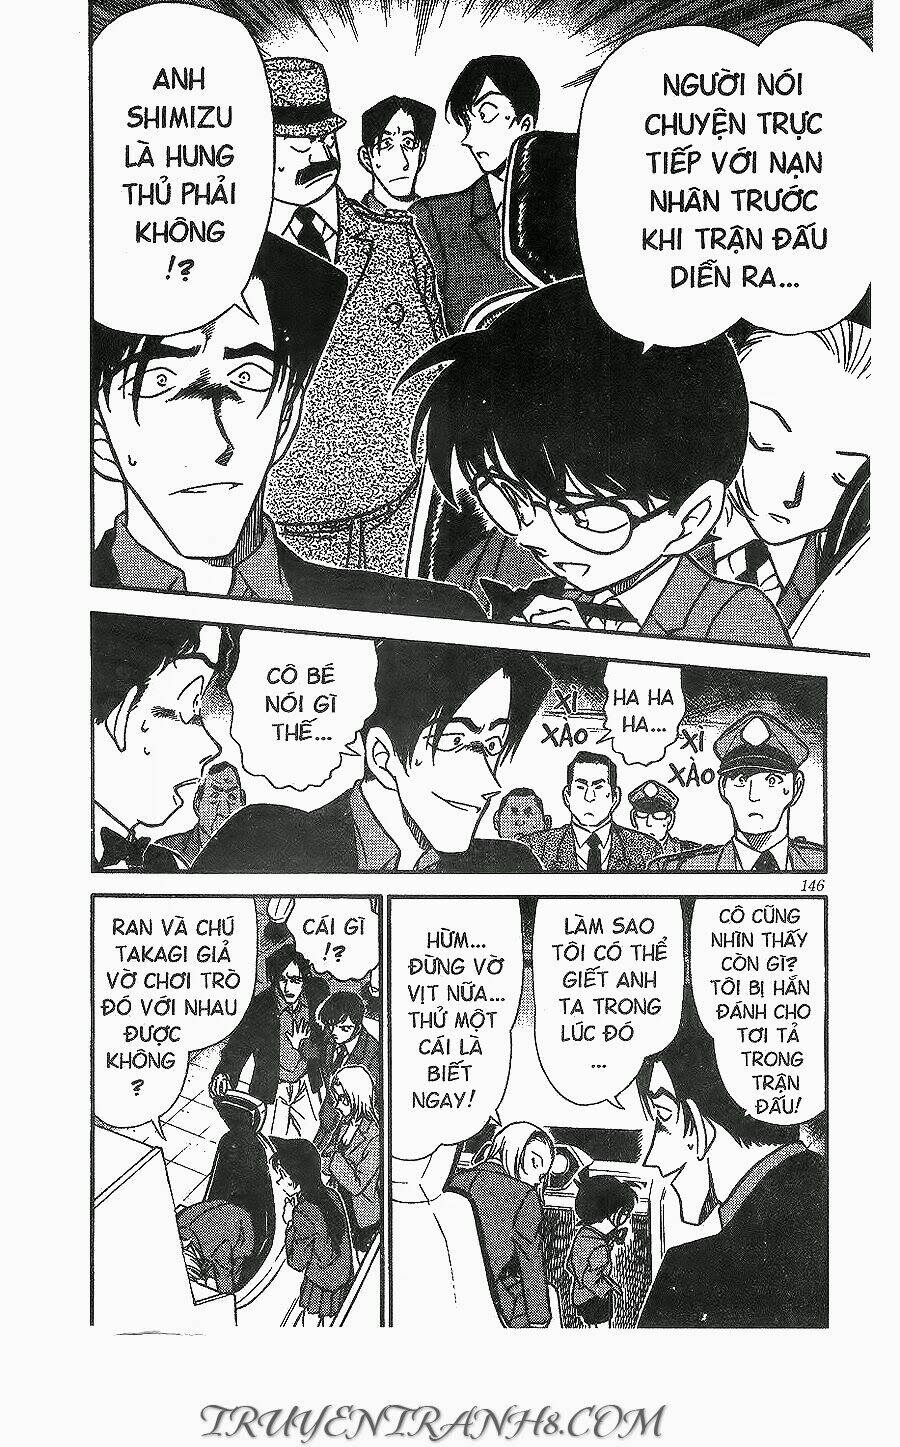 NGƯỜI NÓI
CHUYỆN TRỰC
TIẾP VỚI NẠN
NHÂN TRƯỚC
KHI TRẬN ĐẤU
DIỄN RA...
ANH
SHIMIZU
LÀ HUNG
THỦ PHẢI
KHÔNG
!?
CÔ BÉ
NÓI GÌ
THẾ...
XÌ
XÀO
HA HA
HA...
XÌ
XÀO
146
CÔ CŨNG
NHÌN THẤY
CÒN GÌ?
TÔI BỊ HẮN
ĐÁNH CHO
TƠI TẢ
TRONG
TRẬN
ĐẤU!
LÀM SAO
TÔI CÓ THỂ
GIẾT ANH
TA TRONG
LÚC ĐÓ
...
HỪM...
ĐỪNG VỜ
VỊT NỮA...
THỬ MỘT
CÁI LÀ
BIẾT
NGAY!
CÁI GÌ
!?
RAN VÀ CHÚ
TAKAGI GIẢ
VỜ CHƠI TRÒ
ĐÓ VỚI NHAU
ĐƯỢC
KHÔNG
?
TRUYENTRANH8.COM